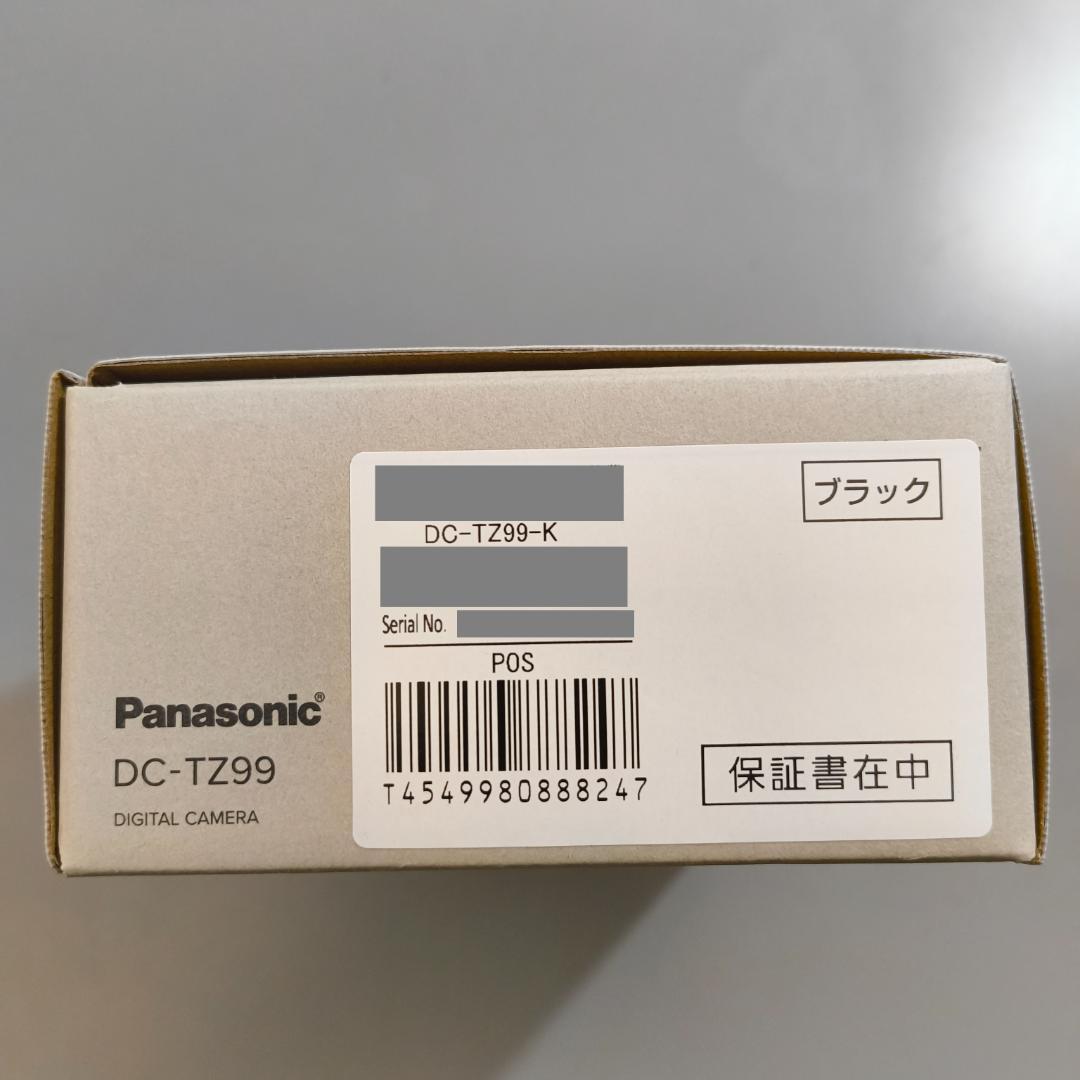 Panasonic®
DC-TZ99
DIGITAL CAMERA
DC-TZ99-K
Serial No.
POS
T4549980888247
ブラック
保証書在中